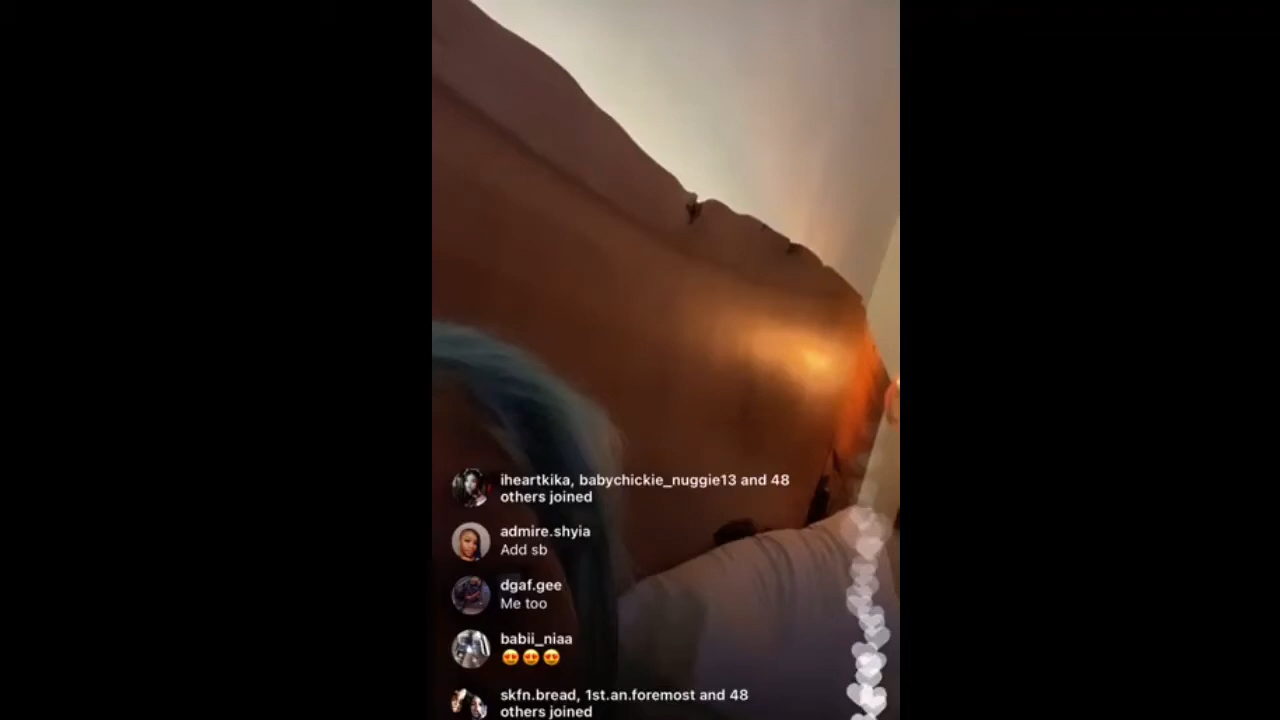 iheartkika, babychickie_nuggie13 and 48
others joined
admire.shyia
Add sb
dgaf.gee
Me too
babii_niaa
😍😍😍
skfn.bread, 1st.an.foremost and 48
others joined